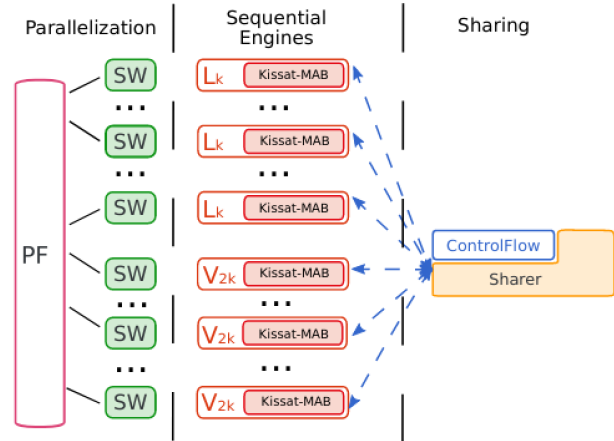 Parallelization
Sequential
Engines
Sharing
PF
SW
Lk
Kissat-MAB
...
...
SW
Lk
Kissat-MAB
...
...
SW
Lk
Kissat-MAB
SW
V2k
Kissat-MAB
...
...
SW
V2k
Kissat-MAB
...
...
SW
V2k
Kissat-MAB
ControlFlow
Sharer